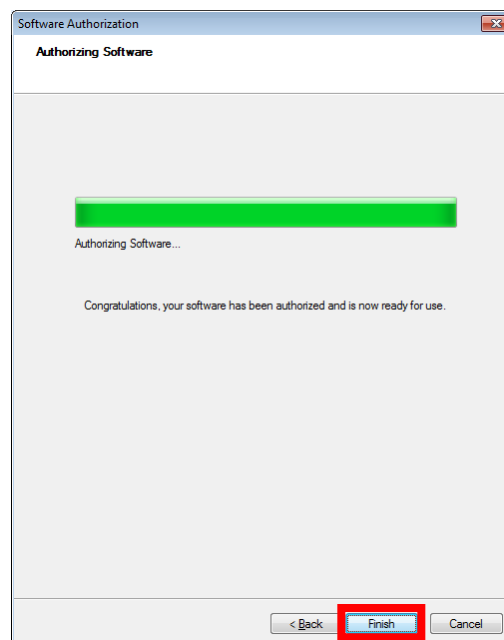 Software Authorization
Authorizing Software
Authorizing Software...
Congratulations, your software has been authorized and is now ready for use.
< Back Finish Cancel